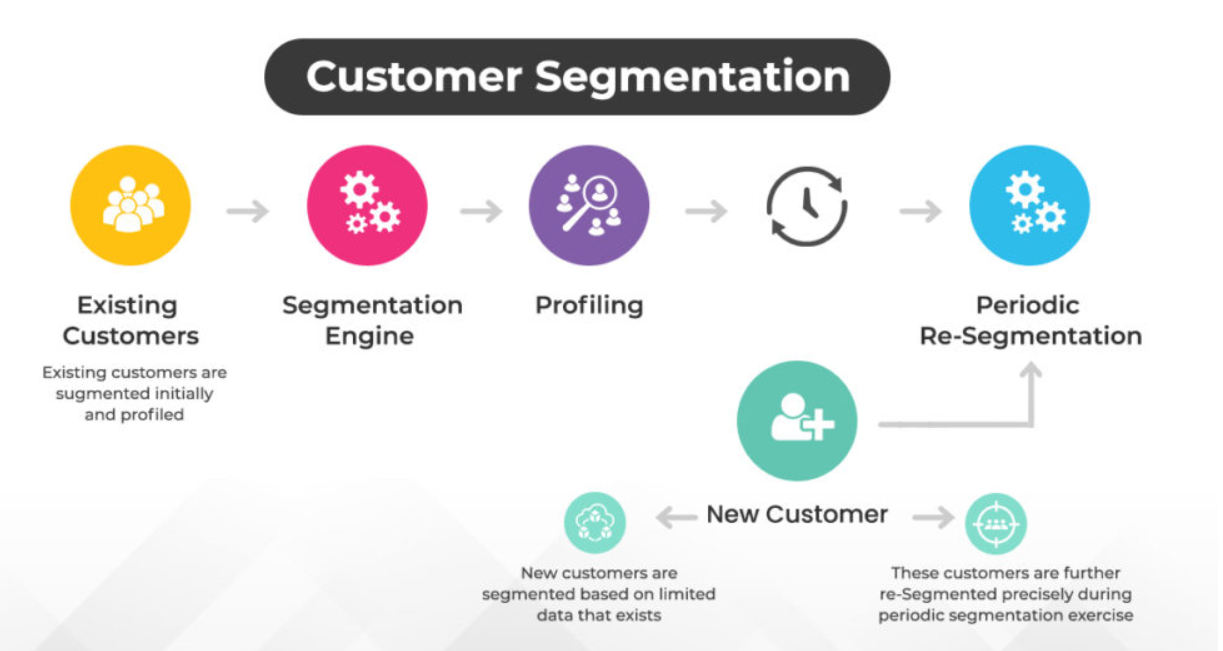 Customer Segmentation
Existing
Customers
Existing customers are
sugmented initially
and profiled
Segmentation
Engine
Profiling
Periodic
Re-Segmentation
New Customer
New customers are
segmented based on limited
data that exists
These customers are further
re-Segmented precisely during
periodic segmentation exercise